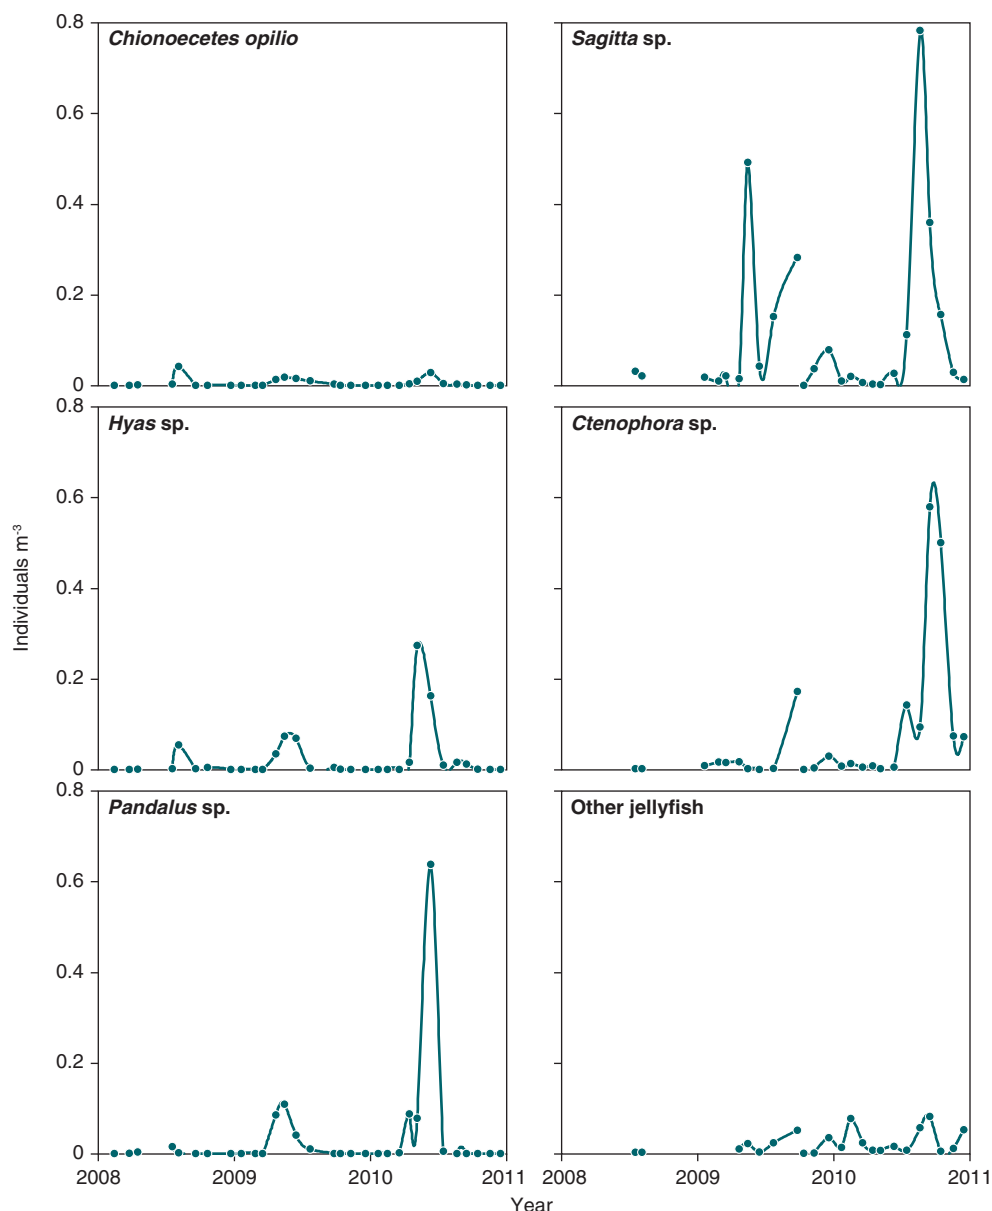 0.8
Chionoecetes opilio
Sagitta sp.
0.6
0.4
0.2
0
0.8
Hyas sp.
Ctenophora sp.
0.6
0.4
0.2
0
Individuals m-3
0.8
Pandalus sp.
Other jellyfish
0.6
0.4
0.2
0
2008 2009 2010 2011 2008 2009 2010 2011
Year